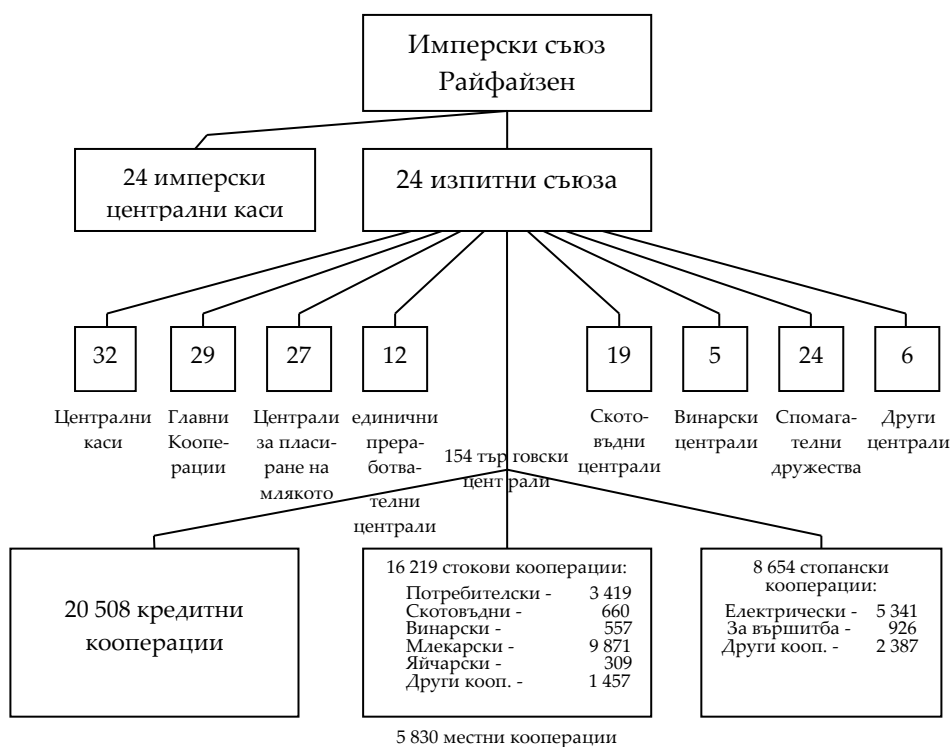 Имперски съюз
Райфайзен
24 имперски
централни каси
24 изпитни съюза
32
29
27
12
19
5
24
6
Централни
каси
Главни
Коопе-
рации
Централи
за пласи-
ране на
млякото
единични
прера-
ботва-
телни
централи
154 тър говски
цент рали
Ското-
въдни
централи
Винарски
централи
Спомага-
телни
дружества
Други
централи
20 508 кредитни
кооперации
16 219 стокови кооперации:
Потребителски - 3 419
Скотовъдни - 660
Винарски - 557
Млекарски - 9 871
Яйчарски - 309
Други кооп. - 1 457
8 654 стопански
кооперации:
Електрически - 5 341
За вършитба - 926
Други кооп. - 2 387
5 830 местни кооперации